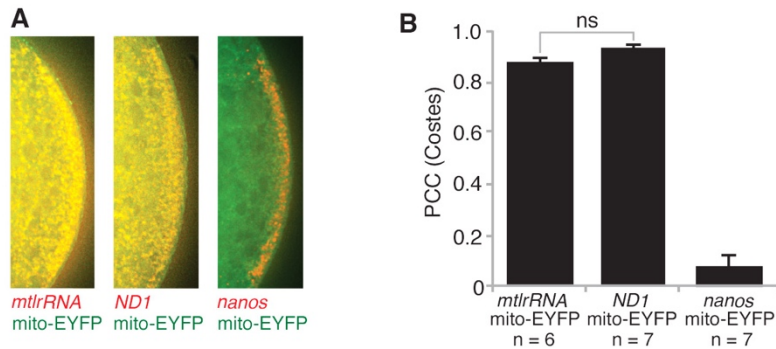 A
mtlrRNA
mito-EYFP
ND1
mito-EYFP
nanos
mito-EYFP
B
ns
PCC (Costes)
1.0
0.8
0.6
0.4
0.2
0
mtlrRNA
mito-EYFP
n = 6
ND1
mito-EYFP
n = 7
nanos
mito-EYFP
n = 7